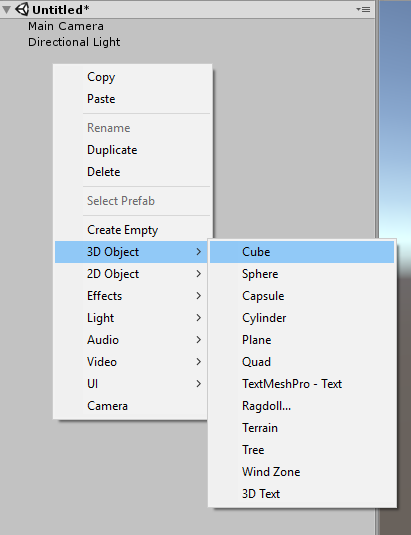 Untitled*
Main Camera
Directional Light
Copy
Paste
Rename
Duplicate
Delete
Select Prefab
Create Empty
3D Object
2D Object
Effects
Light
Audio
Video
UI
Camera
Cube
Sphere
Capsule
Cylinder
Plane
Quad
TextMeshPro - Text
Ragdoll...
Terrain
Tree
Wind Zone
3D Text